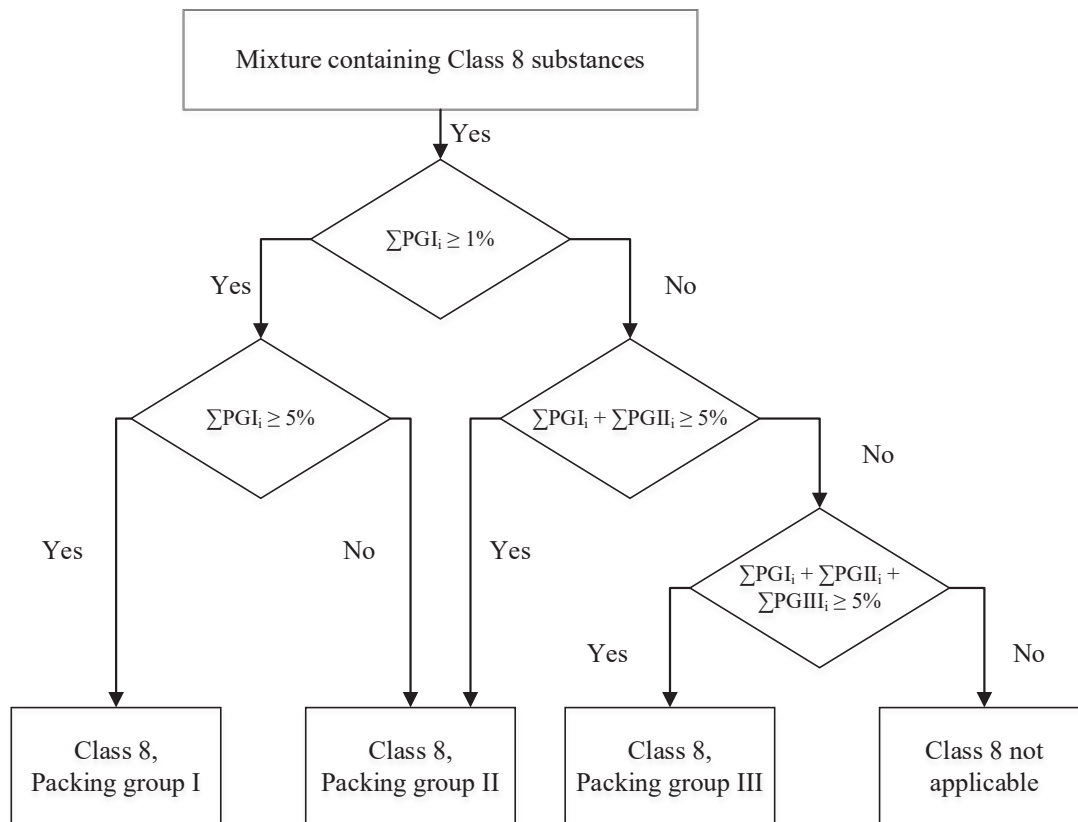 Mixture containing Class 8 substances
Yes
∑PGIᵢ ≥ 1%
Yes
No
∑PGIᵢ ≥ 5%
∑PGIᵢ + ∑PGIIᵢ ≥ 5%
No
Yes
No
Yes
∑PGIᵢ + ∑PGIIᵢ +
∑PGIIIᵢ ≥ 5%
Yes
No
Class 8,
Packing group I
Class 8,
Packing group II
Class 8,
Packing group III
Class 8 not
applicable